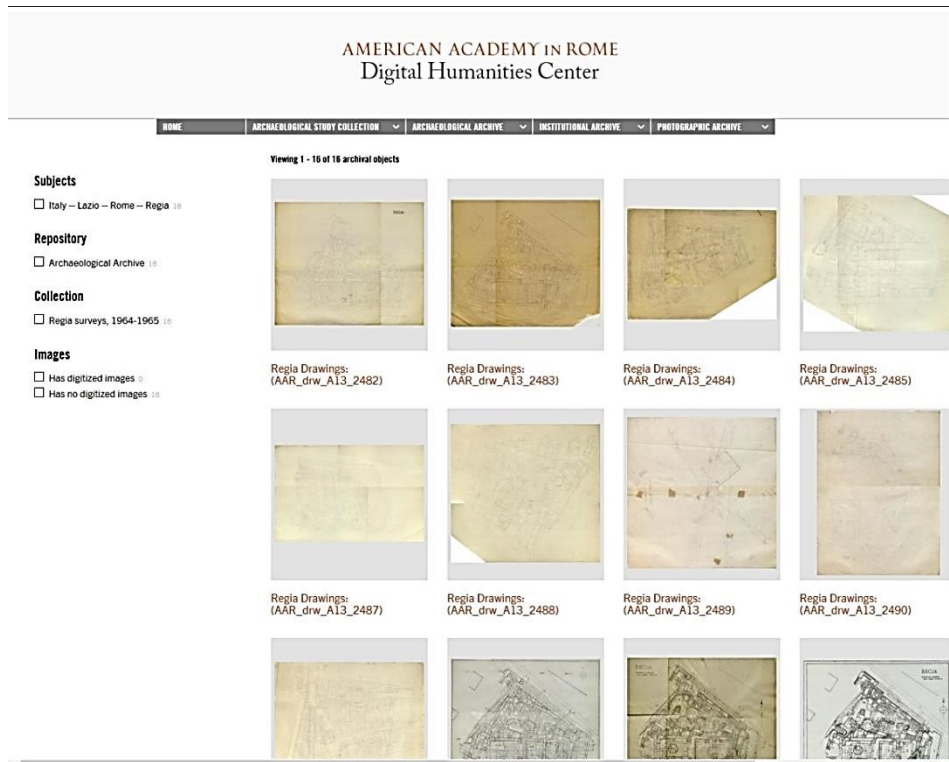 AMERICAN ACADEMY IN ROME
Digital Humanities Center
HOME
ARCHAEOLOGICAL STUDY COLLECTION
ARCHAEOLOGICAL ARCHIVE
INSTITUTIONAL ARCHIVE
PHOTOGRAPHIC ARCHIVE
Viewing 1 - 16 of 16 archival objects
Subjects
Italy -- Lazio -- Rome -- Regia 16
Repository
Archaeological Archive 16
Collection
Regia surveys, 1964-1965 16
Images
Has digitized images 0
Has no digitized images 16
Regia Drawings:
(AAR_drw_A13_2482)
Regia Drawings:
(AAR_drw_A13_2483)
Regia Drawings:
(AAR_drw_A13_2484)
Regia Drawings:
(AAR_drw_A13_2485)
Regia Drawings:
(AAR_drw_A13_2487)
Regia Drawings:
(AAR_drw_A13_2488)
Regia Drawings:
(AAR_drw_A13_2489)
Regia Drawings:
(AAR_drw_A13_2490)
REGIA
REGIA